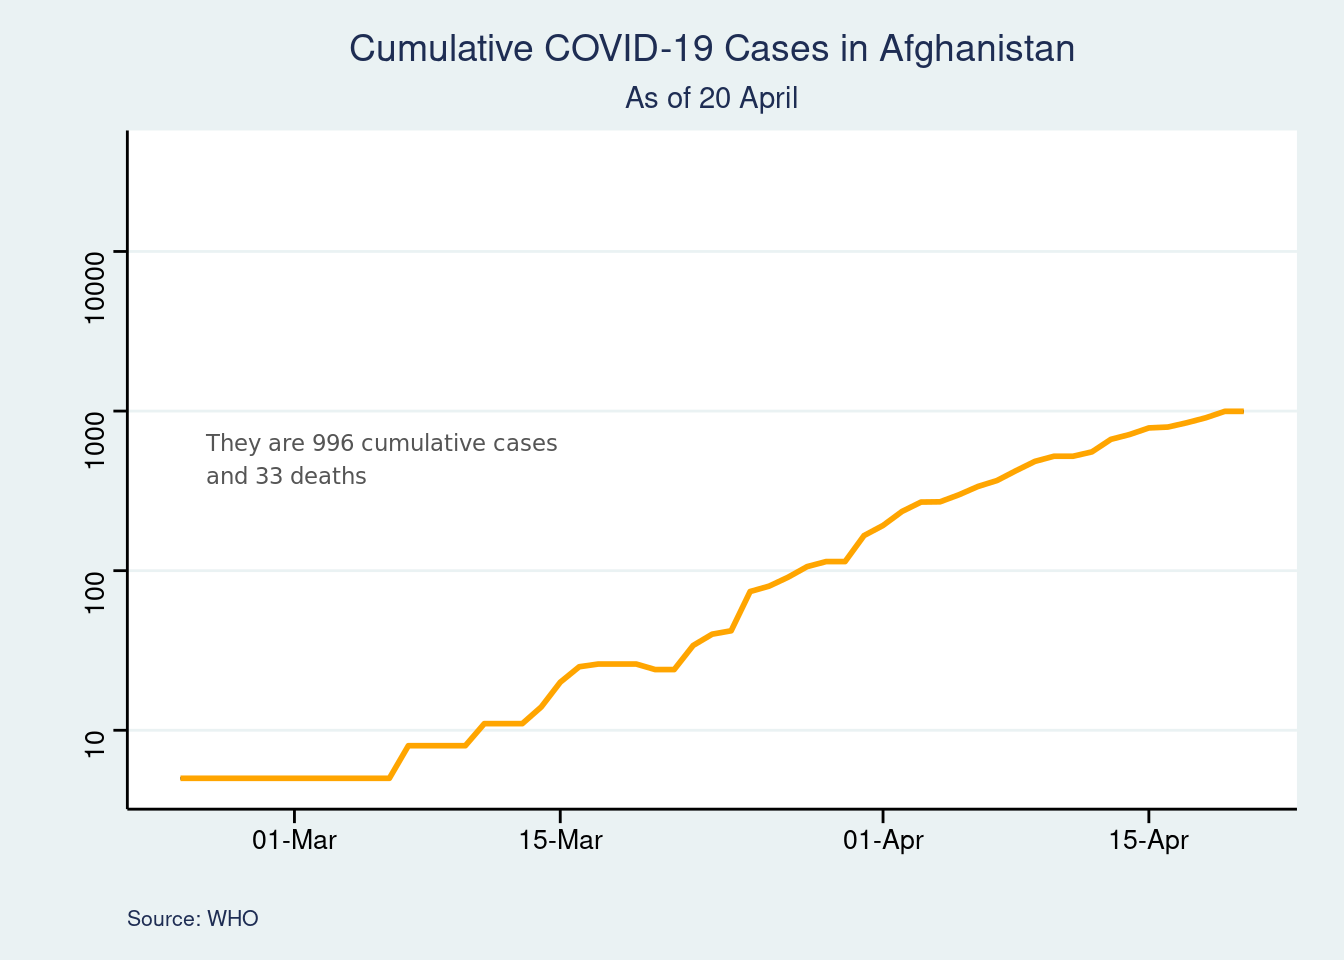 Cumulative COVID-19 Cases in Afghanistan
As of 20 April
10000
1000
100
10
They are 996 cumulative cases
and 33 deaths
01-Mar
15-Mar
01-Apr
15-Apr
Source: WHO